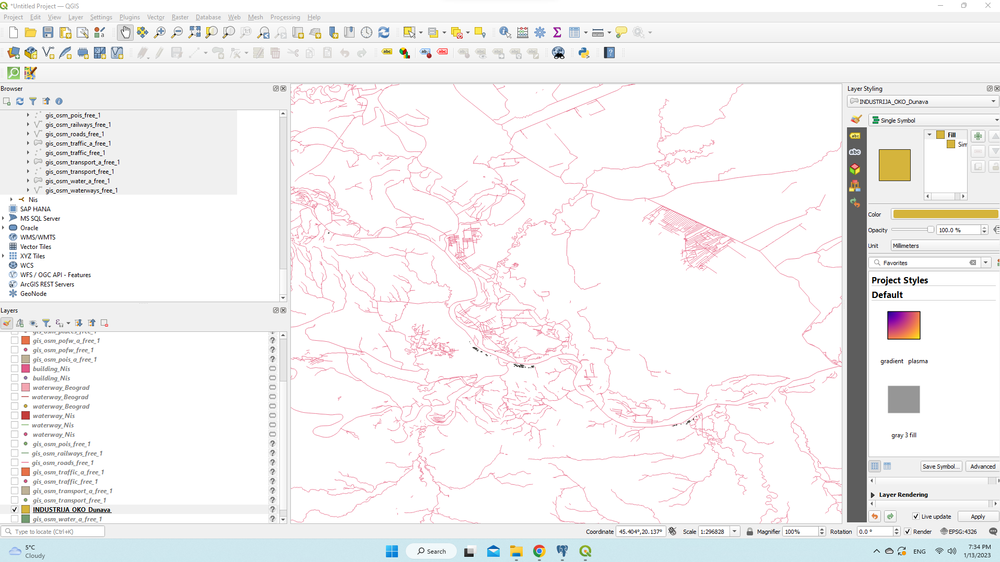 *Untitled Project — QGIS
Project Edit View Layer Settings Plugins Vector Raster Database Web Mesh Processing Help
Browser
gis_osm_pois_free_1
gis_osm_railways_free_1
gis_osm_roads_free_1
gis_osm_traffic_a_free_1
gis_osm_traffic_free_1
gis_osm_transport_a_free_1
gis_osm_transport_free_1
gis_osm_water_a_free_1
gis_osm_waterways_free_1
Nis
SAP HANA
MS SQL Server
Oracle
WMS/WMTS
Vector Tiles
XYZ Tiles
WCS
WFS / OGC API - Features
ArcGIS REST Servers
GeoNode
Layers
gis_osm_places_free_1
gis_osm_pofw_a_free_1
gis_osm_pofw_free_1
gis_osm_pois_a_free_1
building_Nis
building_Nis
waterway_Beograd
waterway_Beograd
waterway_Beograd
waterway_Nis
waterway_Nis
waterway_Nis
gis_osm_pois_free_1
gis_osm_railways_free_1
gis_osm_roads_free_1
gis_osm_traffic_a_free_1
gis_osm_traffic_free_1
gis_osm_transport_a_free_1
gis_osm_transport_free_1
INDUSTRIJA_OKO_Dunava
gis_osm_water_a_free_1
Layer Styling
INDUSTRIJA_OKO_Dunava
Single Symbol
Fill
Sim
Color
Opacity 100.0 %
Unit Millimeters
Favorites
Project Styles
Default
gradient plasma
gray 3 fill
Save Symbol... Advanced
Layer Rendering
Live update Apply
Type to locate (Ctrl+K) Coordinate 45.404°,20.137° Scale 1:296828 Magnifier 100% Rotation 0.0 ° Render EPSG:4326
5°C
Cloudy
Search
ENG
7:34 PM
1/13/2023